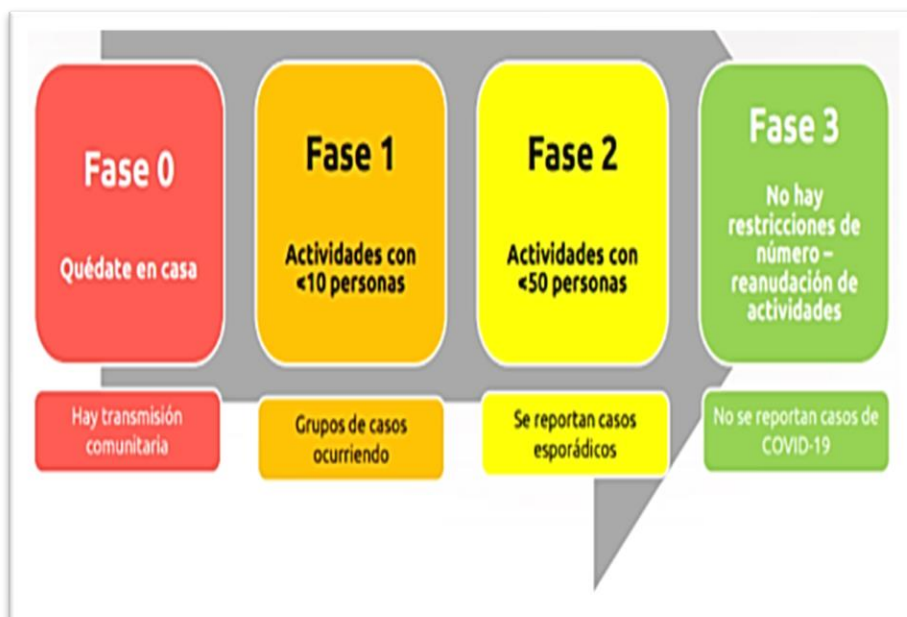 Fase 0
Quédate en casa
Hay transmisión
comunitaria
Fase 1
Actividades con
<10 personas
Grupos de casos
ocurriendo
Fase 2
Actividades con
<50 personas
Se reportan casos
esporádicos
Fase 3
No hay
restricciones de
número –
reanudación de
actividades
No se reportan casos de
COVID-19